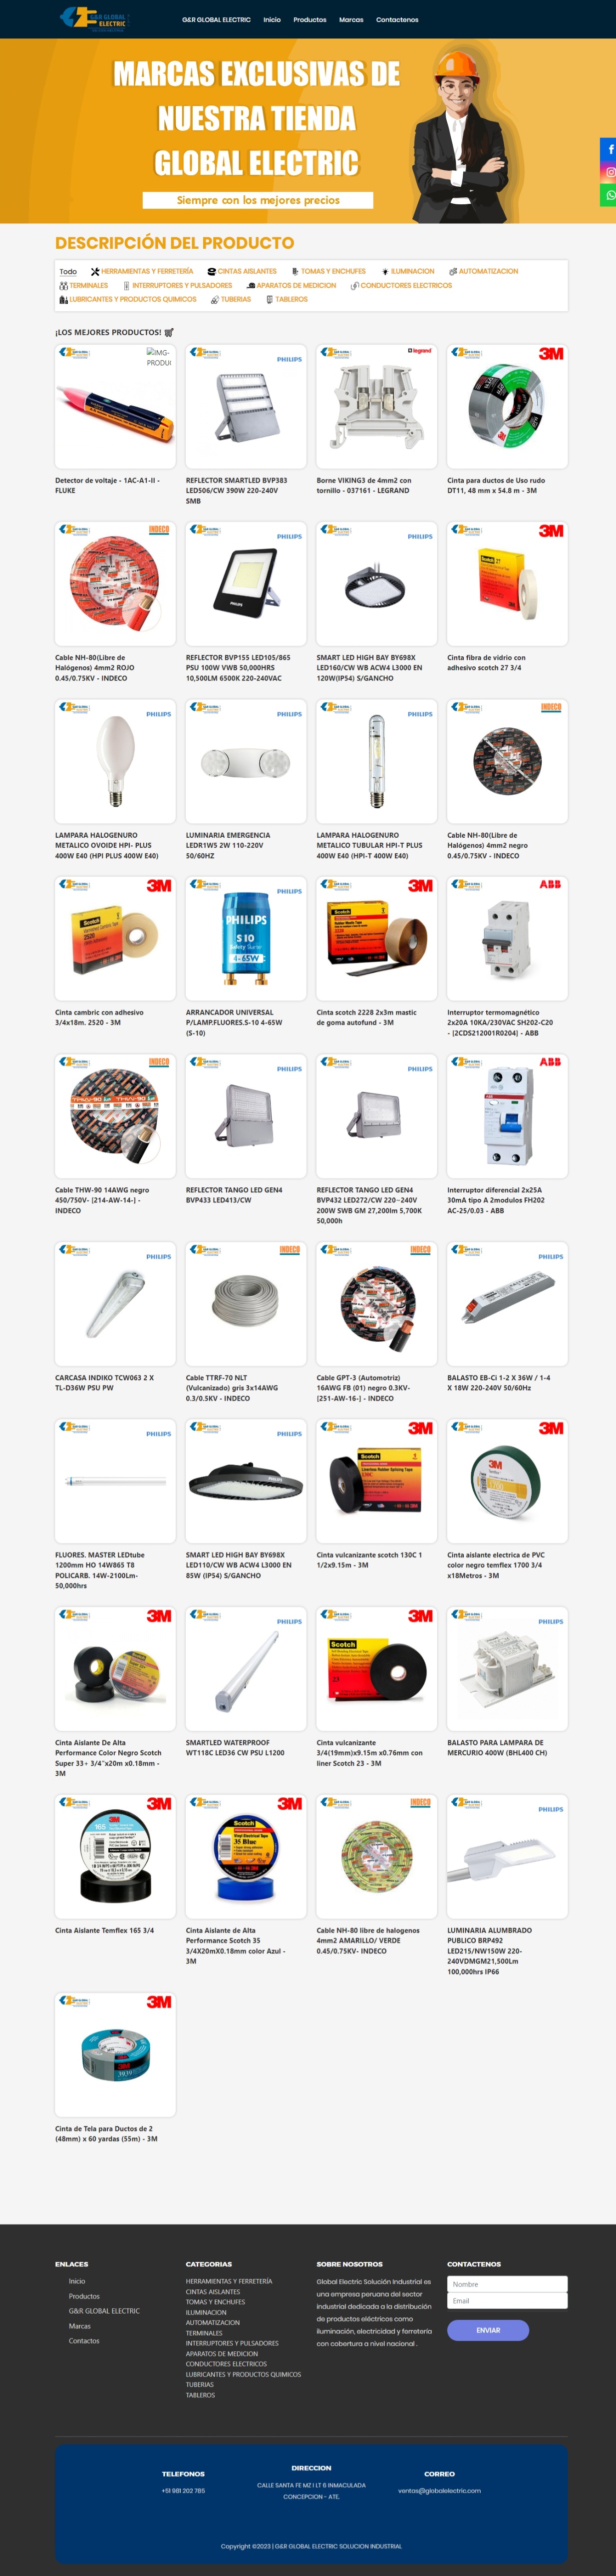 G&R GLOBAL ELECTRIC
G&R GLOBAL ELECTRIC Inicio Productos Marcas Contactenos
MARCAS EXCLUSIVAS DE
NUESTRA TIENDA
GLOBAL ELECTRIC
Siempre con los mejores precios
DESCRIPCIÓN DEL PRODUCTO
Todo HERRAMIENTAS Y FERRETERÍA CINTAS AISLANTES TOMAS Y ENCHUFES ILUMINACION AUTOMATIZACION
TERMINALES INTERRUPTORES Y PULSADORES APARATOS DE MEDICION CONDUCTORES ELECTRICOS
LUBRICANTES Y PRODUCTOS QUIMICOS TUBERIAS TABLEROS
¡LOS MEJORES PRODUCTOS!
IMG-
PRODU
PHILIPS
legrand
3M
Detector de voltaje - 1AC-A1-II -
FLUKE
REFLECTOR SMARTLED BVP383
LED506/CW 390W 220-240V
SMB
Borne VIKING3 de 4mm2 con
tornillo - 037161 - LEGRAND
Cinta para ductos de Uso rudo
DT11, 48 mm x 54.8 m - 3M
INDECO
PHILIPS
PHILIPS
3M
Cable NH-80(Libre de
Halógenos) 4mm2 ROJO
0.45/0.75KV - INDECO
REFLECTOR BVP155 LED105/865
PSU 100W VWB 50,000HRS
10,500LM 6500K 220-240VAC
SMART LED HIGH BAY BY698X
LED160/CW WB ACW4 L3000 EN
120W(IP54) S/GANCHO
Cinta fibra de vidrio con
adhesivo scotch 27 3/4
PHILIPS
PHILIPS
PHILIPS
INDECO
LAMPARA HALOGENURO
METALICO OVOIDE HPI- PLUS
400W E40 (HPI PLUS 400W E40)
LUMINARIA EMERGENCIA
LEDR1W5 2W 110-220V
50/60HZ
LAMPARA HALOGENURO
METALICO TUBULAR HPI-T PLUS
400W E40 (HPI-T 400W E40)
Cable NH-80(Libre de
Halógenos) 4mm2 negro
0.45/0.75KV - INDECO
3M
PHILIPS
PHILIPS
S10
Safety Starter
4-65W
Scotch
3M
ABB
Cinta cambric con adhesivo
3/4x18m. 2520 - 3M
ARRANCADOR UNIVERSAL
P/LAMP.FLUORES.S-10 4-65W
(S-10)
Cinta scotch 2228 2x3m mastic
de goma autofund - 3M
Interruptor termomagnético
2x20A 10KA/230VAC SH202-C20
- [2CDS212001R0204] - ABB
INDECO
PHILIPS
PHILIPS
ABB
Cable THW-90 14AWG negro
450/750V- [214-AW-14-] -
INDECO
REFLECTOR TANGO LED GEN4
BVP433 LED413/CW
REFLECTOR TANGO LED GEN4
BVP432 LED272/CW 220~240V
200W SWB GM 27,200lm 5,700K
50,000h
Interruptor diferencial 2x25A
30mA tipo A 2modulos FH202
AC-25/0.03 - ABB
PHILIPS
INDECO
INDECO
PHILIPS
CARCASA INDIKO TCW063 2 X
TL-D36W PSU PW
Cable TTRF-70 NLT
(Vulcanizado) gris 3x14AWG
0.3/0.5KV - INDECO
Cable GPT-3 (Automotriz)
16AWG FB (01) negro 0.3KV-
[251-AW-16-] - INDECO
BALASTO EB-Ci 1-2 X 36W / 1-4
X 18W 220-240V 50/60Hz
PHILIPS
PHILIPS
Scotch
3M
3M
FLUORES. MASTER LEDtube
1200mm HO 14W865 T8
POLICARB. 14W-2100Lm-
50,000hrs
SMART LED HIGH BAY BY698X
LED110/CW WB ACW4 L3000 EN
85W (IP54) S/GANCHO
Cinta vulcanizante scotch 130C 1
1/2x9.15m - 3M
Cinta aislante electrica de PVC
color negro temflex 1700 3/4
x18Metros - 3M
3M
PHILIPS
Scotch
3M
PHILIPS
Cinta Aislante De Alta
Performance Color Negro Scotch
Super 33+ 3/4"x20m x0.18mm -
3M
SMARTLED WATERPROOF
WT118C LED36 CW PSU L1200
Cinta vulcanizante
3/4(19mm)x9.15m x0.76mm con
liner Scotch 23 - 3M
BALASTO PARA LAMPARA DE
MERCURIO 400W (BHL400 CH)
165
3M
Scotch
35 Blue
3M
INDECO
PHILIPS
Cinta Aislante Temflex 165 3/4
Cinta Aislante de Alta
Performance Scotch 35
3/4X20mX0.18mm color Azul -
3M
Cable NH-80 libre de halogenos
4mm2 AMARILLO/ VERDE
0.45/0.75KV- INDECO
LUMINARIA ALUMBRADO
PUBLICO BRP492
LED215/NW150W 220-
240VDMGM21,500Lm
100,000hrs IP66
3M
3939
Cinta de Tela para Ductos de 2
(48mm) x 60 yardas (55m) - 3M
ENLACES
Inicio
Productos
G&R GLOBAL ELECTRIC
Marcas
Contactos
CATEGORIAS
HERRAMIENTAS Y FERRETERÍA
CINTAS AISLANTES
TOMAS Y ENCHUFES
ILUMINACION
AUTOMATIZACION
TERMINALES
INTERRUPTORES Y PULSADORES
APARATOS DE MEDICION
CONDUCTORES ELECTRICOS
LUBRICANTES Y PRODUCTOS QUIMICOS
TUBERIAS
TABLEROS
SOBRE NOSOTROS
Global Electric Solución Industrial es
una empresa peruana del sector
industrial dedicada a la distribución
de productos eléctricos como
iluminación, electricidad y ferretería
con cobertura a nivel nacional .
CONTACTENOS
Nombre
Email
ENVIAR
TELEFONOS
+51 981 202 785
DIRECCION
CALLE SANTA FE MZ I LT 6 INMACULADA
CONCEPCION - ATE.
CORREO
ventas@globalelectric.com
Copyright ©2023 | G&R GLOBAL ELECTRIC SOLUCION INDUSTRIAL